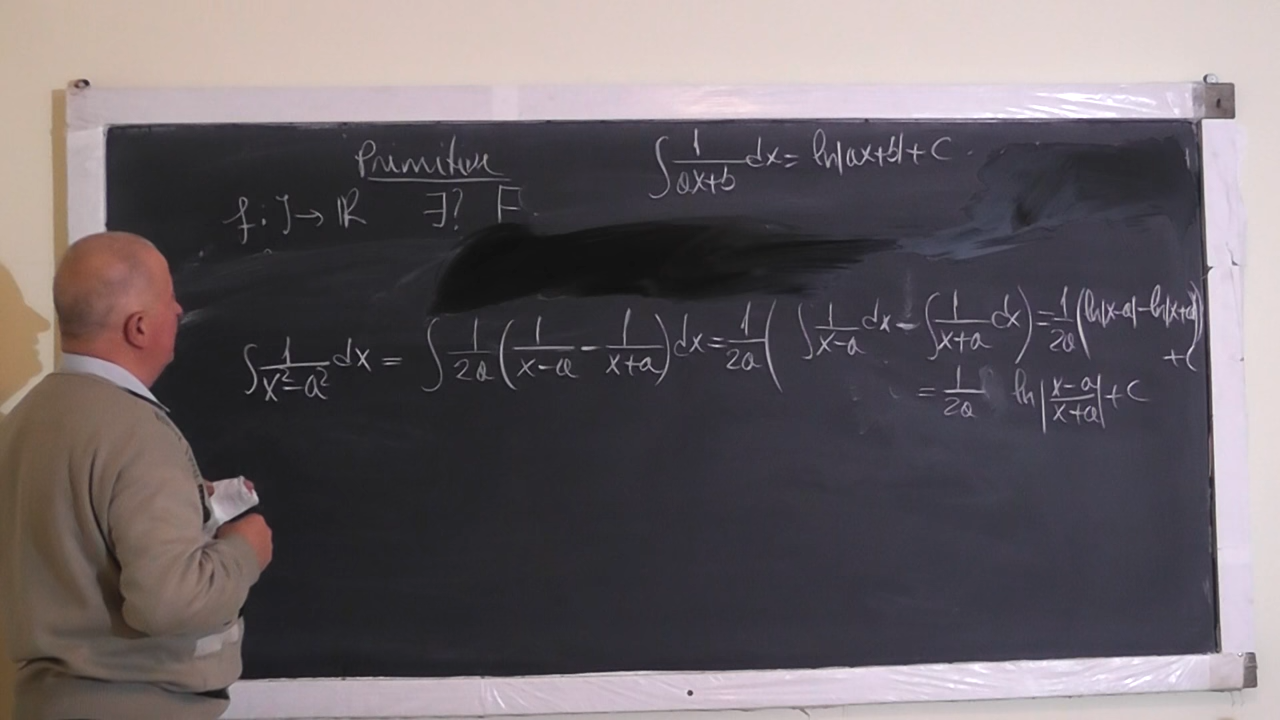 Primitive
∫ 1/(ax+b) dx = ln|ax+b| + C
f: J → ℝ ∃? F
∫ 1/(x²-a²) dx = ∫ 1/2a (1/(x-a) - 1/(x+a)) dx = 1/2a ( ∫ 1/(x-a) dx - ∫ 1/(x+a) dx ) = 1/2a (ln|x-a| - ln|x+a|) + C
= 1/2a ln|(x-a)/(x+a)| + C